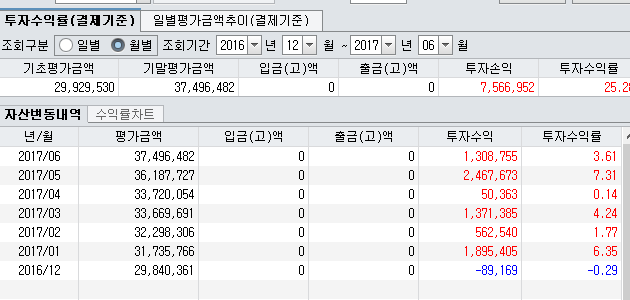 투자수익률(결제기준) 일별평가금액추이(결제기준)
조회구분 일별 월별 조회기간 2016 년 12 월 ~ 2017 년 06 월
기초평가금액 기말평가금액 입금(고)액 출금(고)액 투자손익 투자수익률
29,929,530 37,496,482 0 0 7,566,952 25.28
자산변동내역 수익률차트
년/월 평가금액 입금(고)액 출금(고)액 투자수익 투자수익률
2017/06 37,496,482 0 0 1,308,755 3.61
2017/05 36,187,727 0 0 2,467,673 7.31
2017/04 33,720,054 0 0 50,363 0.14
2017/03 33,669,691 0 0 1,371,385 4.24
2017/02 32,298,306 0 0 562,540 1.77
2017/01 31,735,766 0 0 1,895,405 6.35
2016/12 29,840,361 0 0 -89,169 -0.29